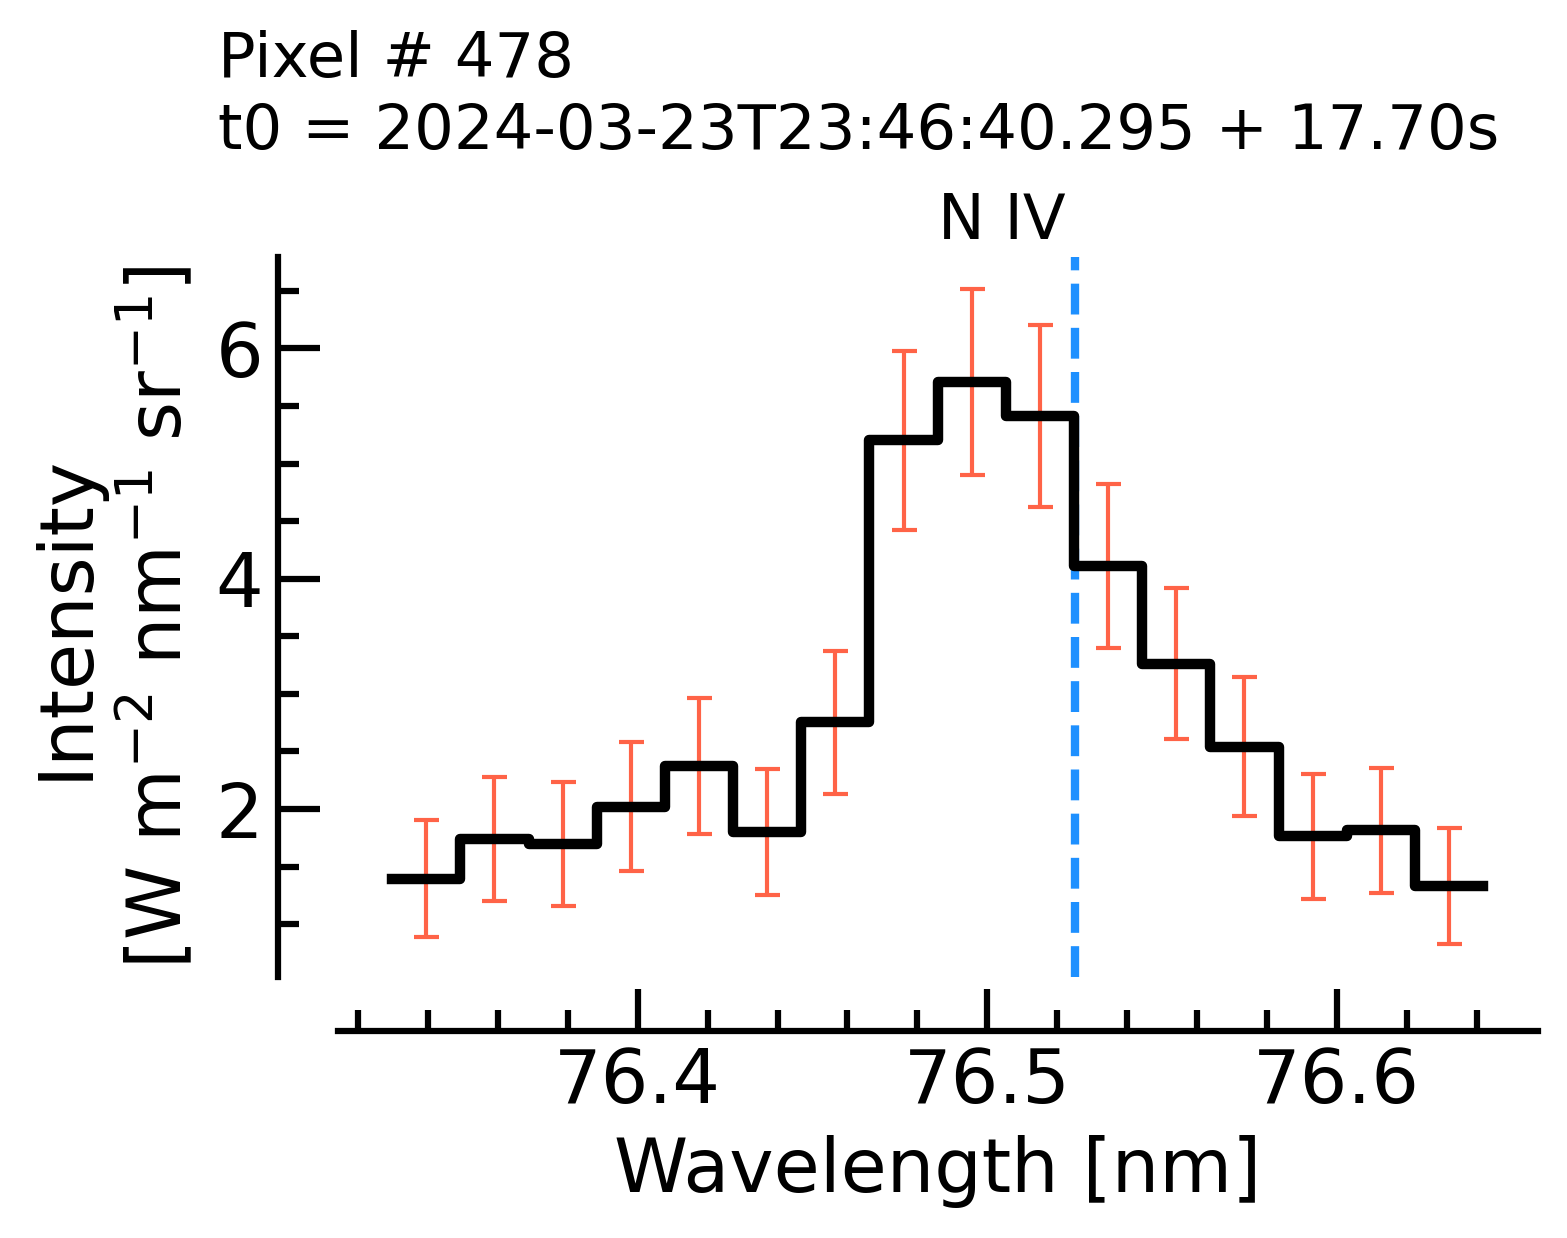 Pixel # 478
t0 = 2024-03-23T23:46:40.295 + 17.70s
N IV
Intensity
[W m⁻² nm⁻¹ sr⁻¹]
6
4
2
76.4 76.5 76.6
Wavelength [nm]